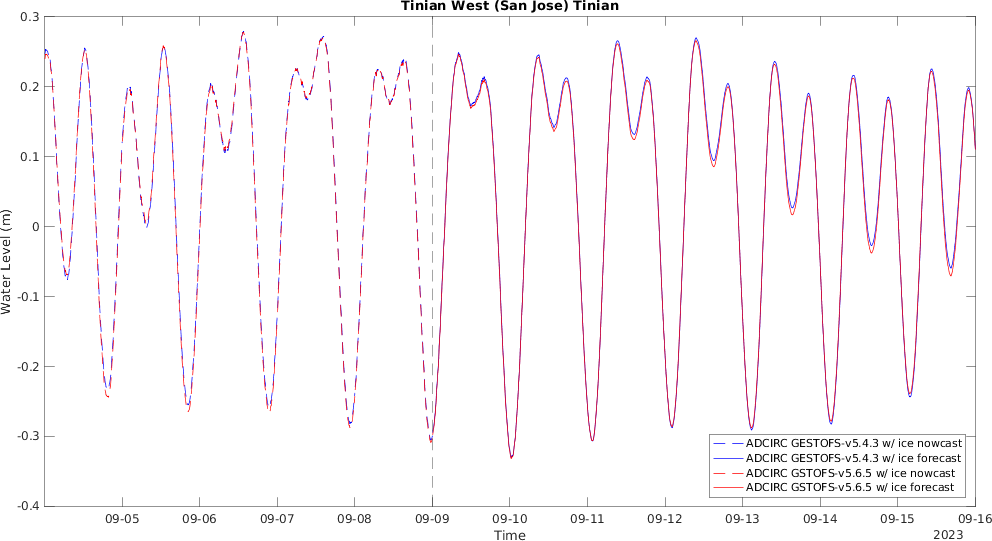 Tinian West (San Jose) Tinian
0.3
0.2
0.1
0
-0.1
-0.2
-0.3
-0.4
Water Level (m)
ADCIRC GESTOFS-v5.4.3 w/ ice nowcast
ADCIRC GESTOFS-v5.4.3 w/ ice forecast
ADCIRC GSTOFS-v5.6.5 w/ ice nowcast
ADCIRC GSTOFS-v5.6.5 w/ ice forecast
09-05 09-06 09-07 09-08 09-09 09-10 09-11 09-12 09-13 09-14 09-15 09-16
Time
2023